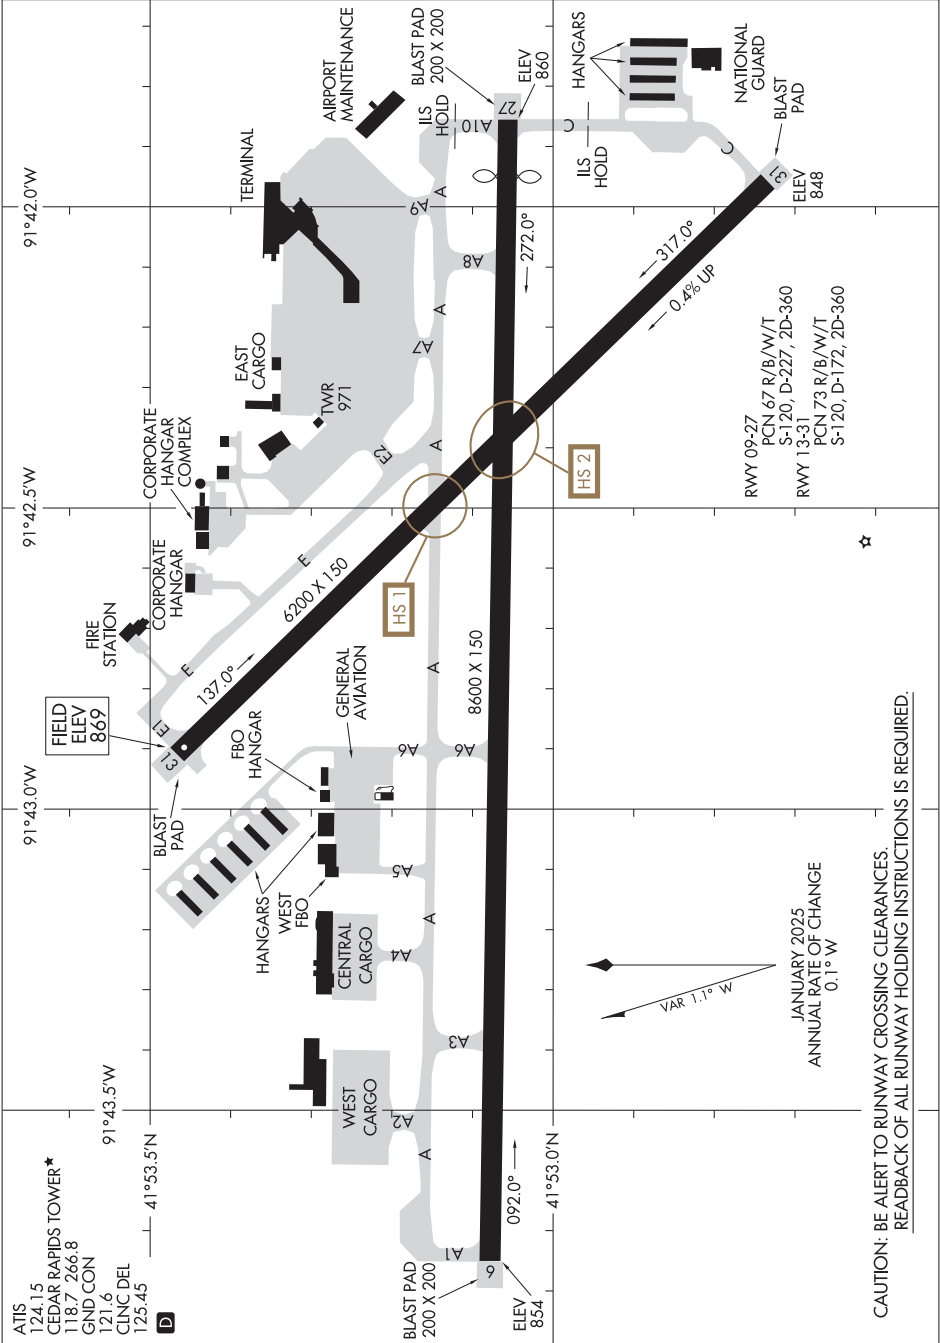 ATIS
124.15
CEDAR RAPIDS TOWER★
118.7 266.8
GND CON
121.6
CLNC DEL
125.45
D
91°43.5'W
91°43.0'W
91°42.5'W
91°42.0'W
41°53.5'N
41°53.0'N
FIELD
ELEV
869
FIRE
STATION
CORPORATE
HANGAR
CORPORATE
HANGAR
COMPLEX
EAST
CARGO
TWR
971
TERMINAL
AIRPORT
MAINTENANCE
BLAST
PAD
13
E1
E
E
E2
137.0°
6200 X 150
FBO
HANGAR
GENERAL
AVIATION
HANGARS
WEST
FBO
CENTRAL
CARGO
WEST
CARGO
A
A
A
A
A
A
A1
A2
A3
A4
A5
A6
A6
A7
A8
A9
A10
ILS
HOLD
BLAST PAD
200 X 200
27
ELEV
860
HANGARS
NATIONAL
GUARD
BLAST
PAD
C
C
ILS
HOLD
31
ELEV
848
272.0°
317.0°
0.4% UP
HS 1
HS 2
8600 X 150
BLAST PAD
200 X 200
9
ELEV
854
092.0°
RWY 09-27
PCN 67 R/B/W/T
S-120, D-227, 2D-360
RWY 13-31
PCN 73 R/B/W/T
S-120, D-172, 2D-360
VAR 1.1° W
JANUARY 2025
ANNUAL RATE OF CHANGE
0.1° W
CAUTION: BE ALERT TO RUNWAY CROSSING CLEARANCES.
READBACK OF ALL RUNWAY HOLDING INSTRUCTIONS IS REQUIRED.